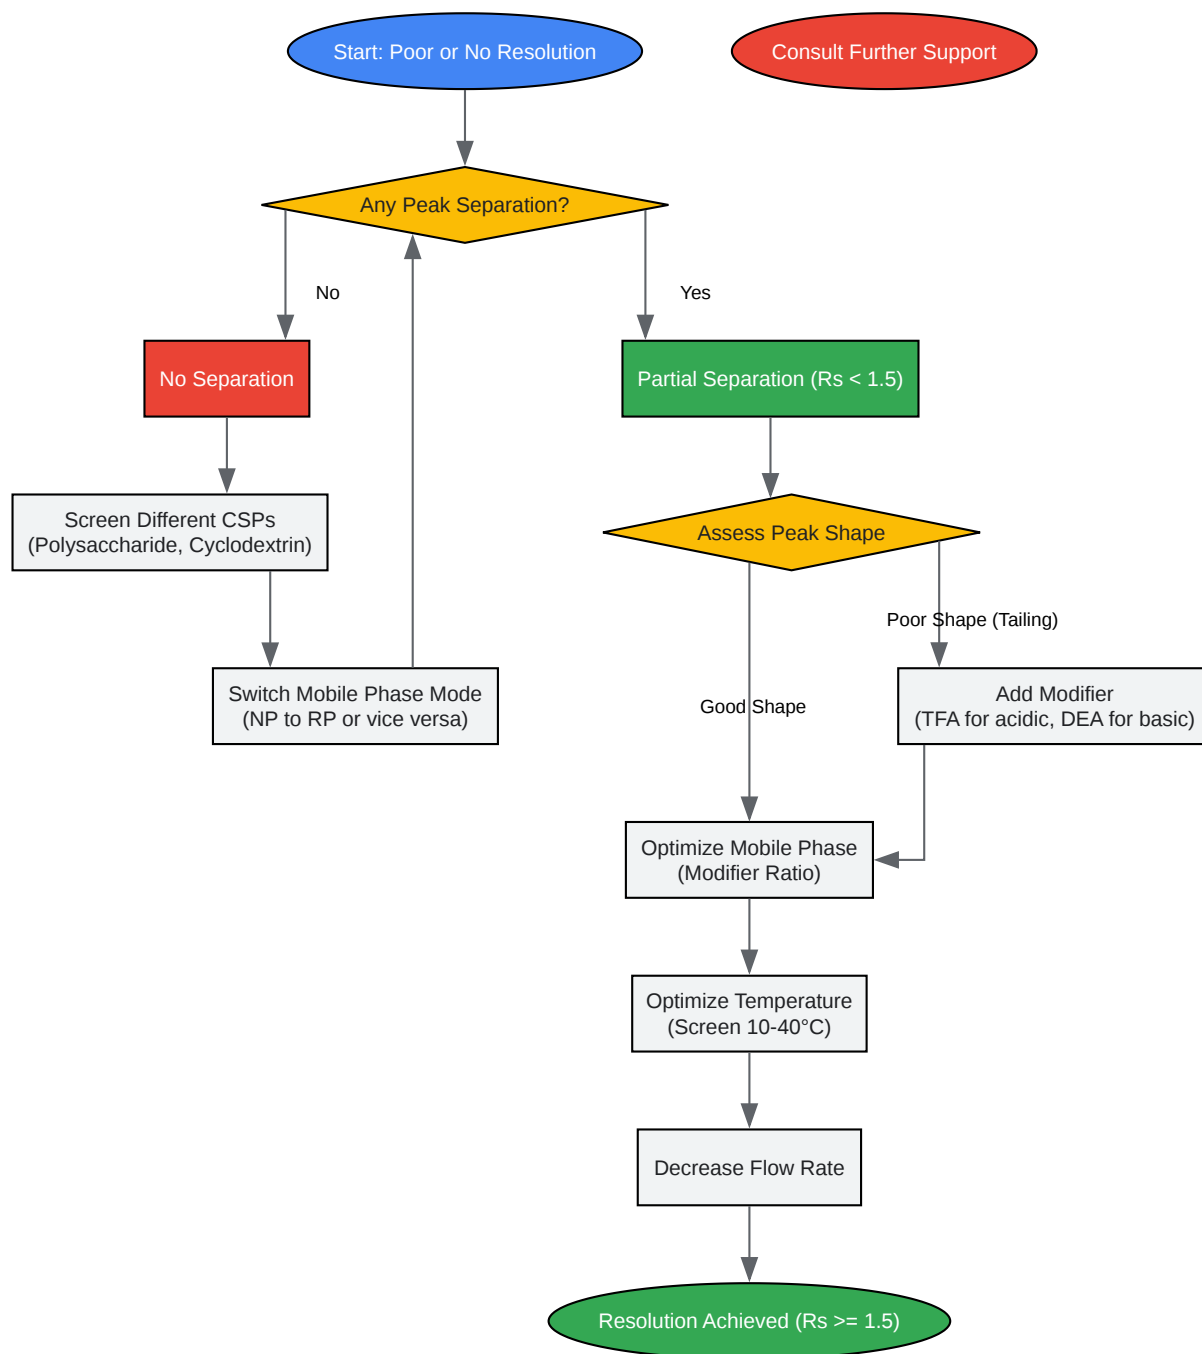 Start: Poor or No Resolution
Consult Further Support
Any Peak Separation?
No
Yes
No Separation
Partial Separation (Rs < 1.5)
Screen Different CSPs
(Polysaccharide, Cyclodextrin)
Assess Peak Shape
Poor Shape (Tailing)
Switch Mobile Phase Mode
(NP to RP or vice versa)
Good Shape
Add Modifier
(TFA for acidic, DEA for basic)
Optimize Mobile Phase
(Modifier Ratio)
Optimize Temperature
(Screen 10-40°C)
Decrease Flow Rate
Resolution Achieved (Rs >= 1.5)